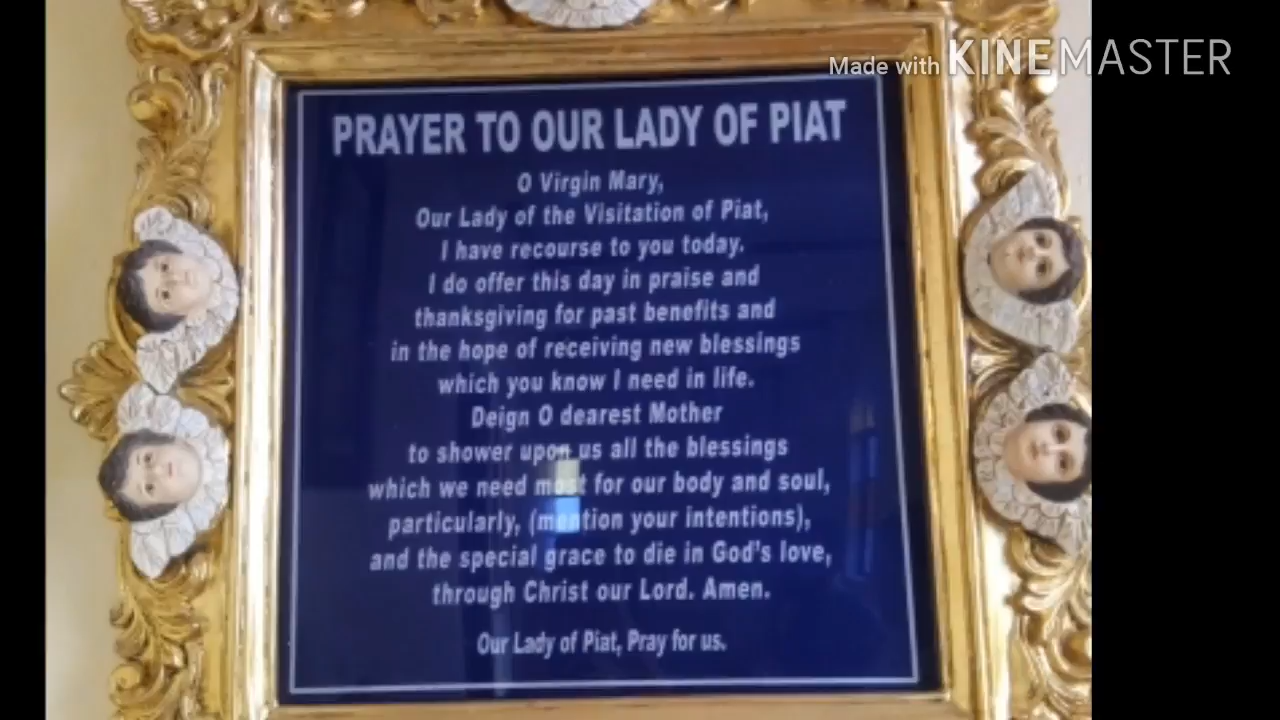 Made with KINEMASTER
PRAYER TO OUR LADY OF PIAT
O Virgin Mary,
Our Lady of the Visitation of Piat,
I have recourse to you today.
I do offer this day in praise and
thanksgiving for past benefits and
in the hope of receiving new blessings
which you know I need in life.
Deign O dearest Mother
to shower upon us all the blessings
which we need most for our body and soul,
particularly, (mention your intentions),
and the special grace to die in God's love,
through Christ our Lord. Amen.
Our Lady of Piat, Pray for us.